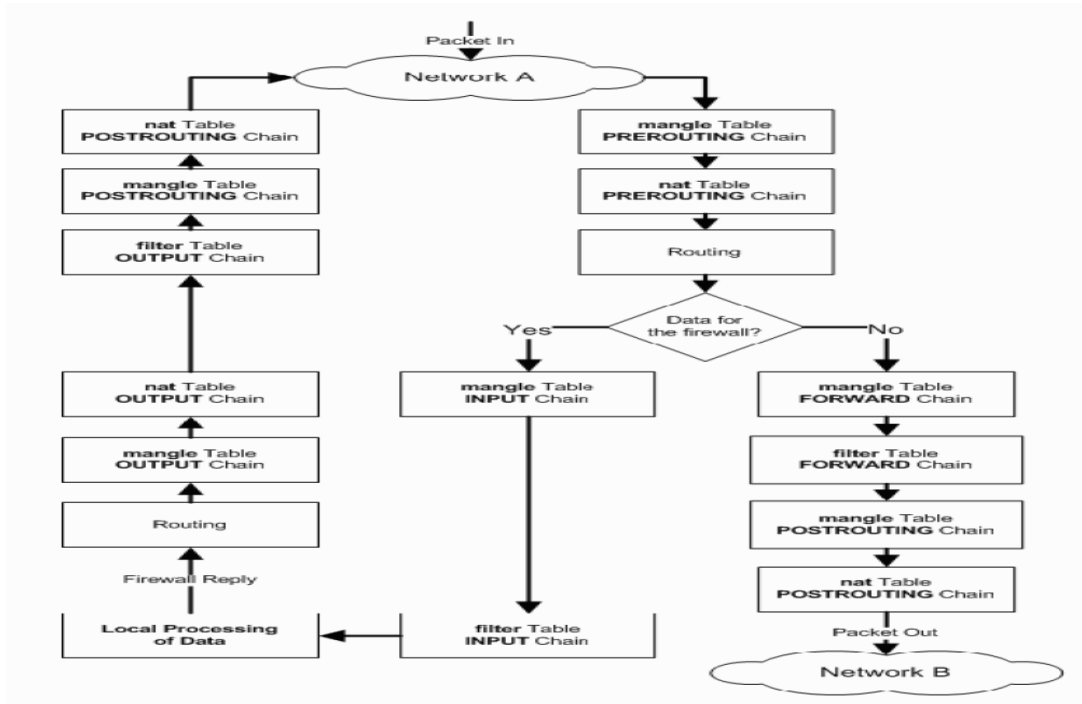 Packet In
Network A
nat Table
POSTROUTING Chain
mangle Table
POSTROUTING Chain
filter Table
OUTPUT Chain
nat Table
OUTPUT Chain
mangle Table
OUTPUT Chain
Routing
Firewall Reply
Local Processing
of Data
mangle Table
PREROUTING Chain
nat Table
PREROUTING Chain
Routing
Data for
the firewall?
Yes
No
mangle Table
INPUT Chain
filter Table
INPUT Chain
mangle Table
FORWARD Chain
filter Table
FORWARD Chain
mangle Table
POSTROUTING Chain
nat Table
POSTROUTING Chain
Packet Out
Network B